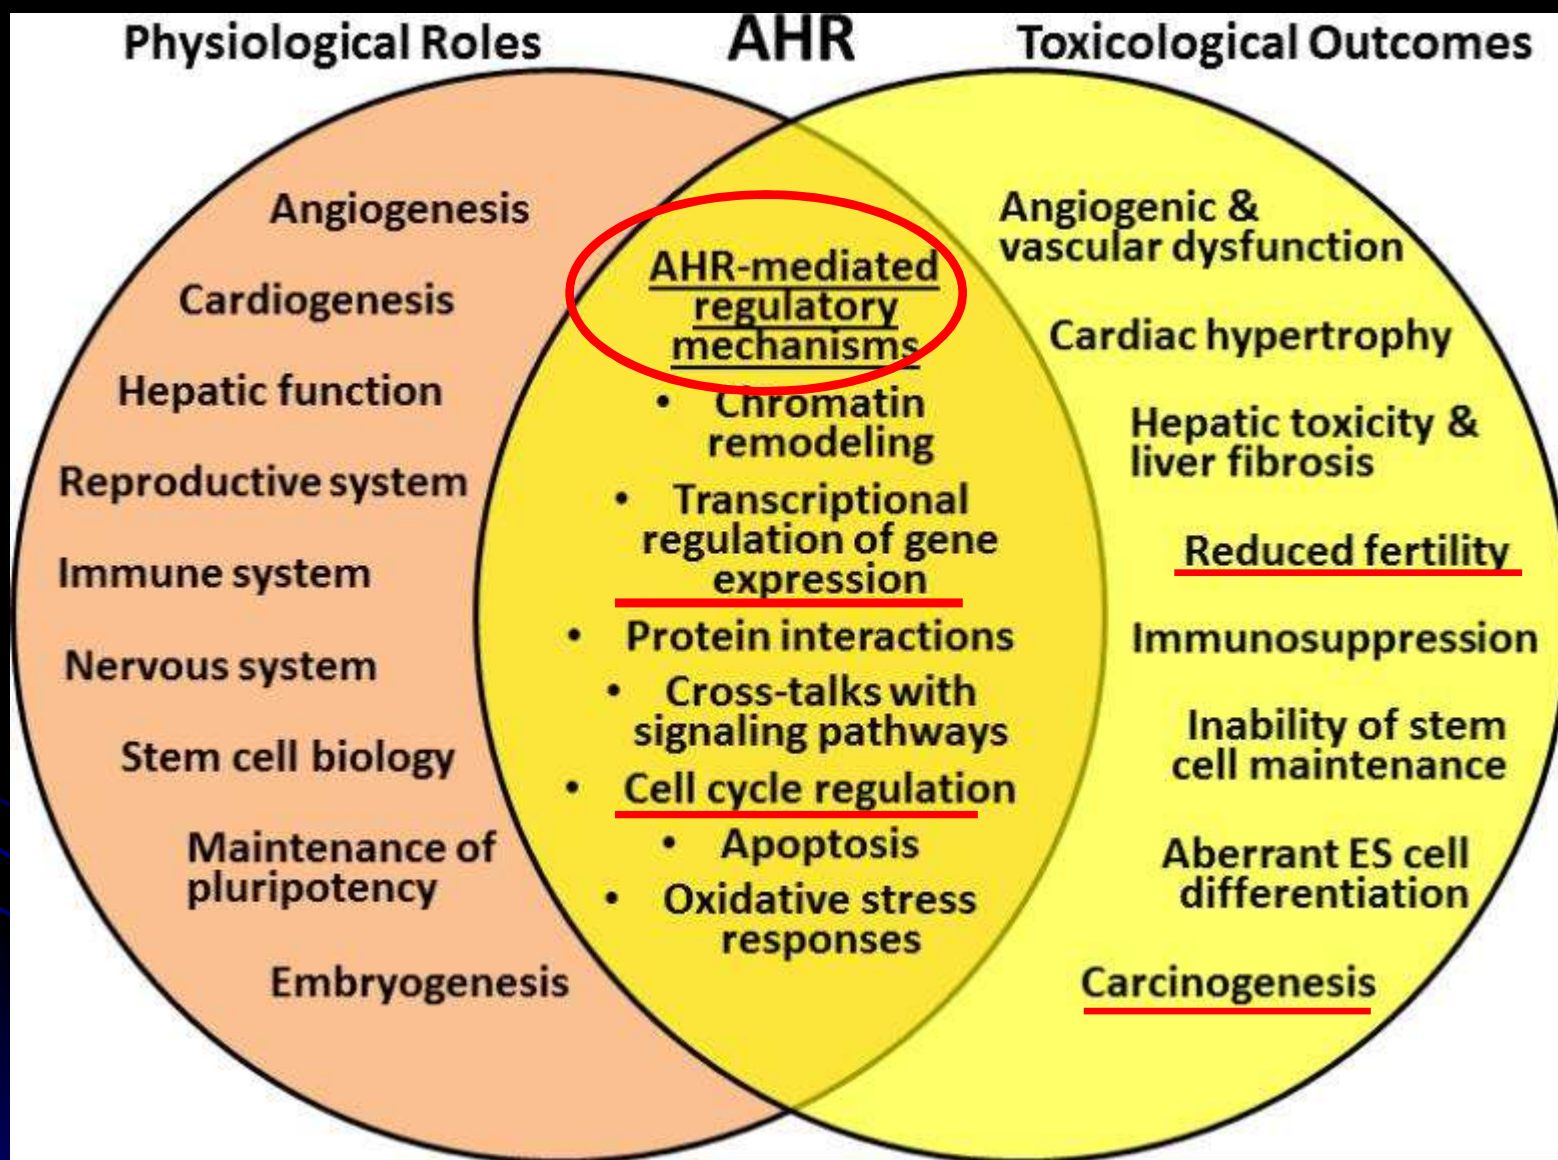 Physiological Roles
AHR
Toxicological Outcomes
Angiogenesis
Cardiogenesis
Hepatic function
Reproductive system
Immune system
Nervous system
Stem cell biology
Maintenance of
pluripotency
Embryogenesis
AHR-mediated
regulatory
mechanisms
• Chromatin
remodeling
• Transcriptional
regulation of gene
expression
• Protein interactions
• Cross-talks with
signaling pathways
• Cell cycle regulation
• Apoptosis
• Oxidative stress
responses
Angiogenic &
vascular dysfunction
Cardiac hypertrophy
Hepatic toxicity &
liver fibrosis
Reduced fertility
Immunosuppression
Inability of stem
cell maintenance
Aberrant ES cell
differentiation
Carcinogenesis